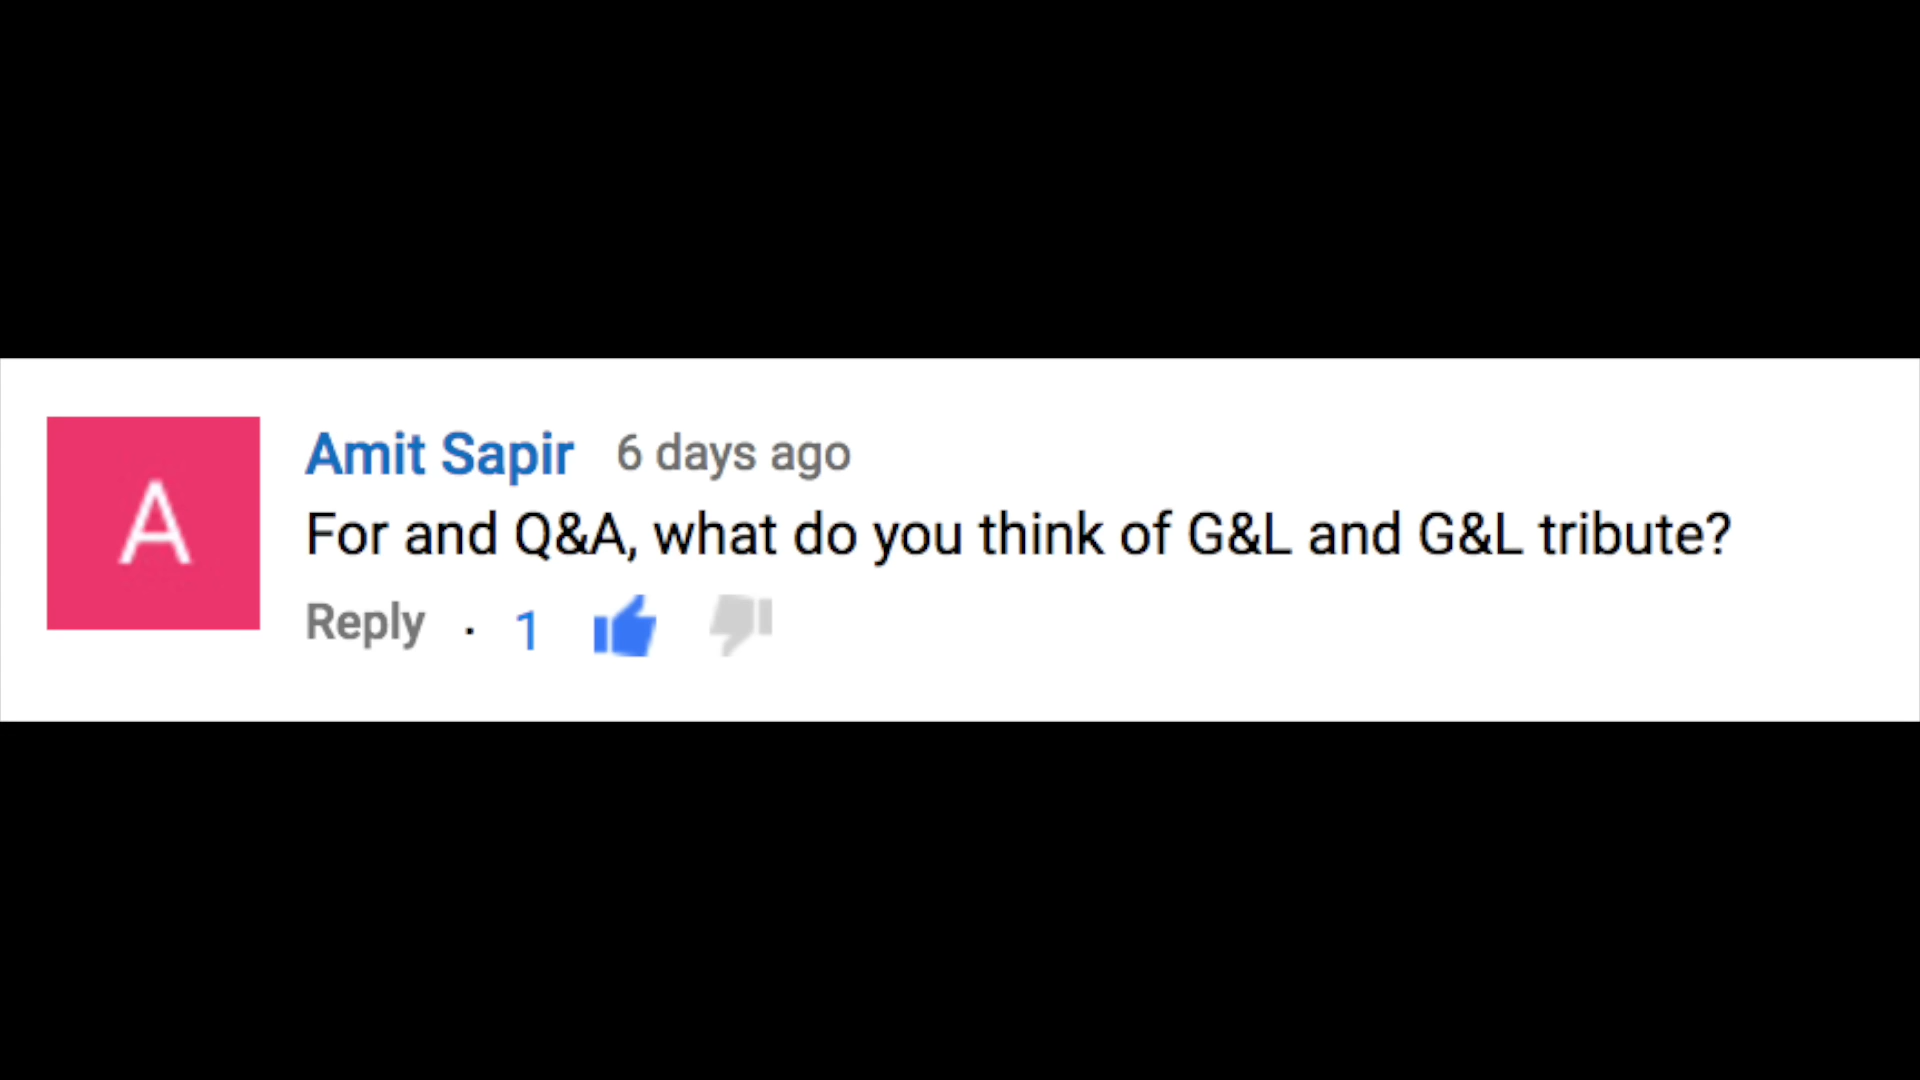 A
Amit Sapir 6 days ago
For and Q&A, what do you think of G&L and G&L tribute?
Reply · 1